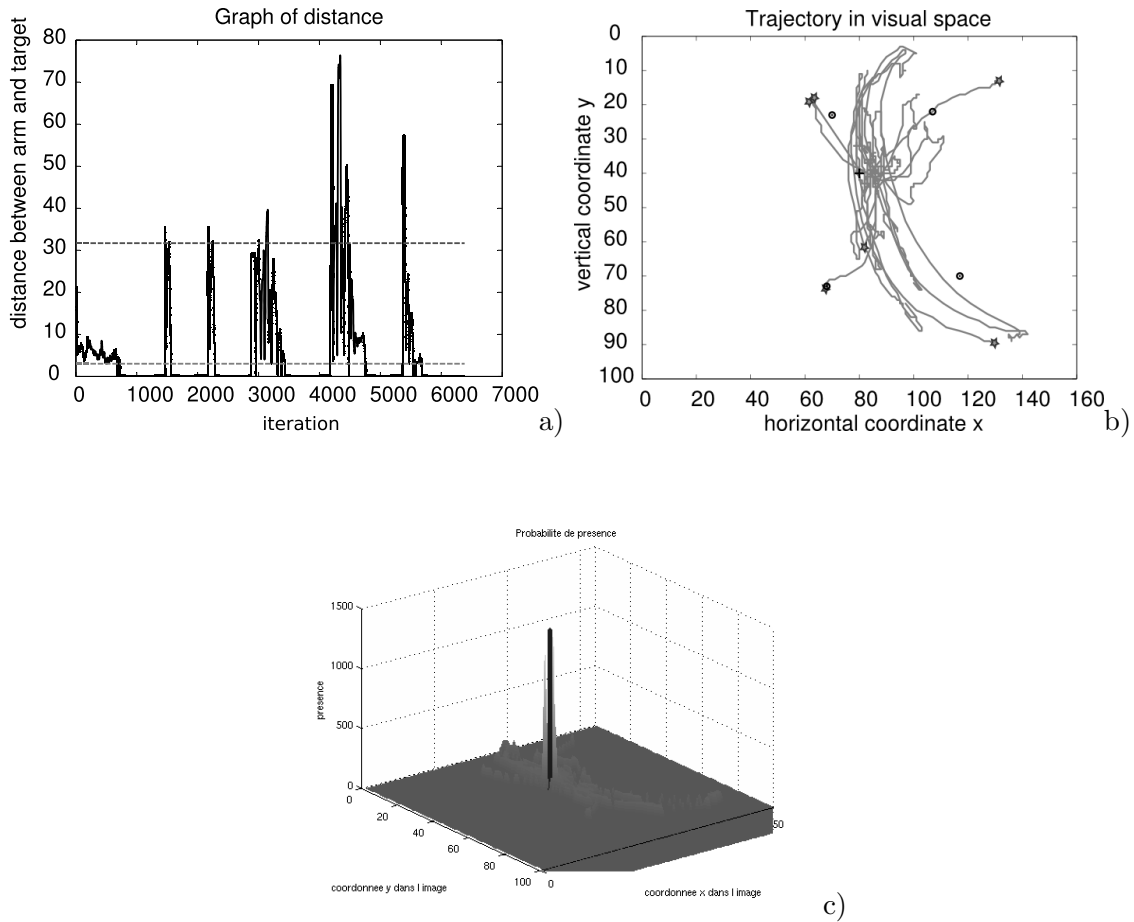 Graph of distance
distance between arm and target
80
70
60
50
40
30
20
10
0
0 1000 2000 3000 4000 5000 6000 7000
iteration
a)
Trajectory in visual space
vertical coordinate y
0
10
20
30
40
50
60
70
80
90
100
0 20 40 60 80 100 120 140 160
horizontal coordinate x
b)
Probabilite de presence
presence
1500
1000
500
0
0
20
40
60
80
100
0
50
coordonnee y dans l image
coordonnee x dans l image
c)